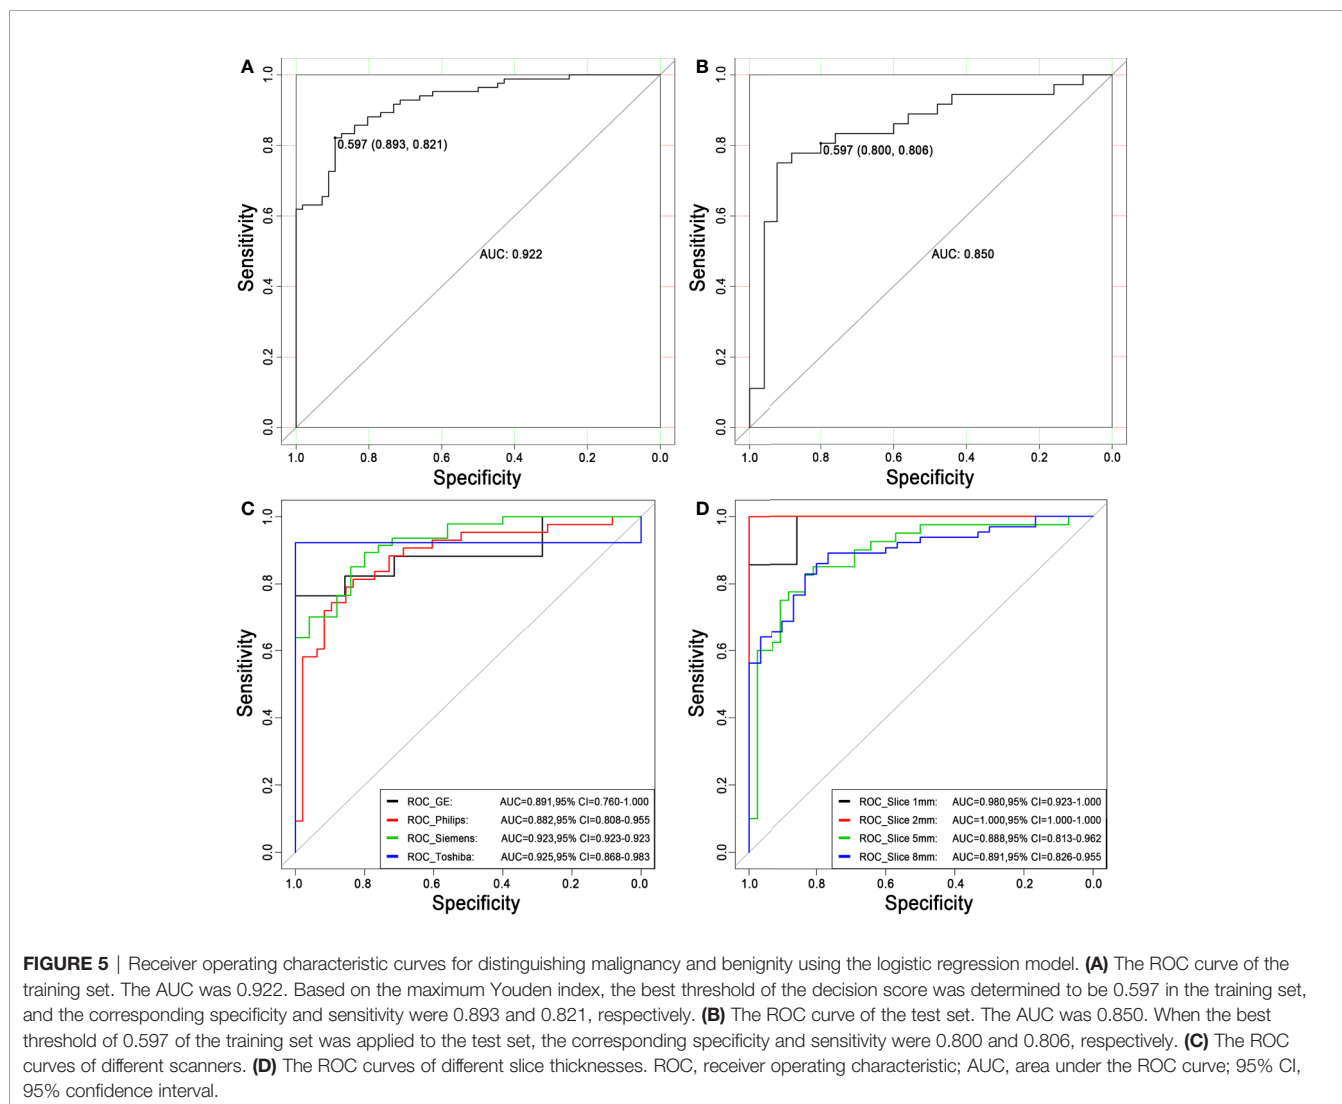 A
1.0
0.8
0.6
0.4
0.2
0.0
Sensitivity
0.597 (0.893, 0.821)
AUC: 0.922
1.0 0.8 0.6 0.4 0.2 0.0
Specificity
B
1.0
0.8
0.6
0.4
0.2
0.0
Sensitivity
0.597 (0.800, 0.806)
AUC: 0.850
1.0 0.8 0.6 0.4 0.2 0.0
Specificity
C
1.0
0.8
0.6
0.4
0.2
0.0
Sensitivity
ROC_GE: AUC=0.891,95% CI=0.760-1.000
ROC_Philips: AUC=0.882,95% CI=0.808-0.955
ROC_Siemens: AUC=0.923,95% CI=0.923-0.923
ROC_Toshiba: AUC=0.925,95% CI=0.868-0.983
1.0 0.8 0.6 0.4 0.2 0.0
Specificity
D
1.0
0.8
0.6
0.4
0.2
0.0
Sensitivity
ROC_Slice 1mm: AUC=0.980,95% CI=0.923-1.000
ROC_Slice 2mm: AUC=1.000,95% CI=1.000-1.000
ROC_Slice 5mm: AUC=0.888,95% CI=0.813-0.962
ROC_Slice 8mm: AUC=0.891,95% CI=0.826-0.955
1.0 0.8 0.6 0.4 0.2 0.0
Specificity
FIGURE 5 | Receiver operating characteristic curves for distinguishing malignancy and benignity using the logistic regression model. (A) The ROC curve of the
training set. The AUC was 0.922. Based on the maximum Youden index, the best threshold of the decision score was determined to be 0.597 in the training set,
and the corresponding specificity and sensitivity were 0.893 and 0.821, respectively. (B) The ROC curve of the test set. The AUC was 0.850. When the best
threshold of 0.597 of the training set was applied to the test set, the corresponding specificity and sensitivity were 0.800 and 0.806, respectively. (C) The ROC
curves of different scanners. (D) The ROC curves of different slice thicknesses. ROC, receiver operating characteristic; AUC, area under the ROC curve; 95% CI,
95% confidence interval.